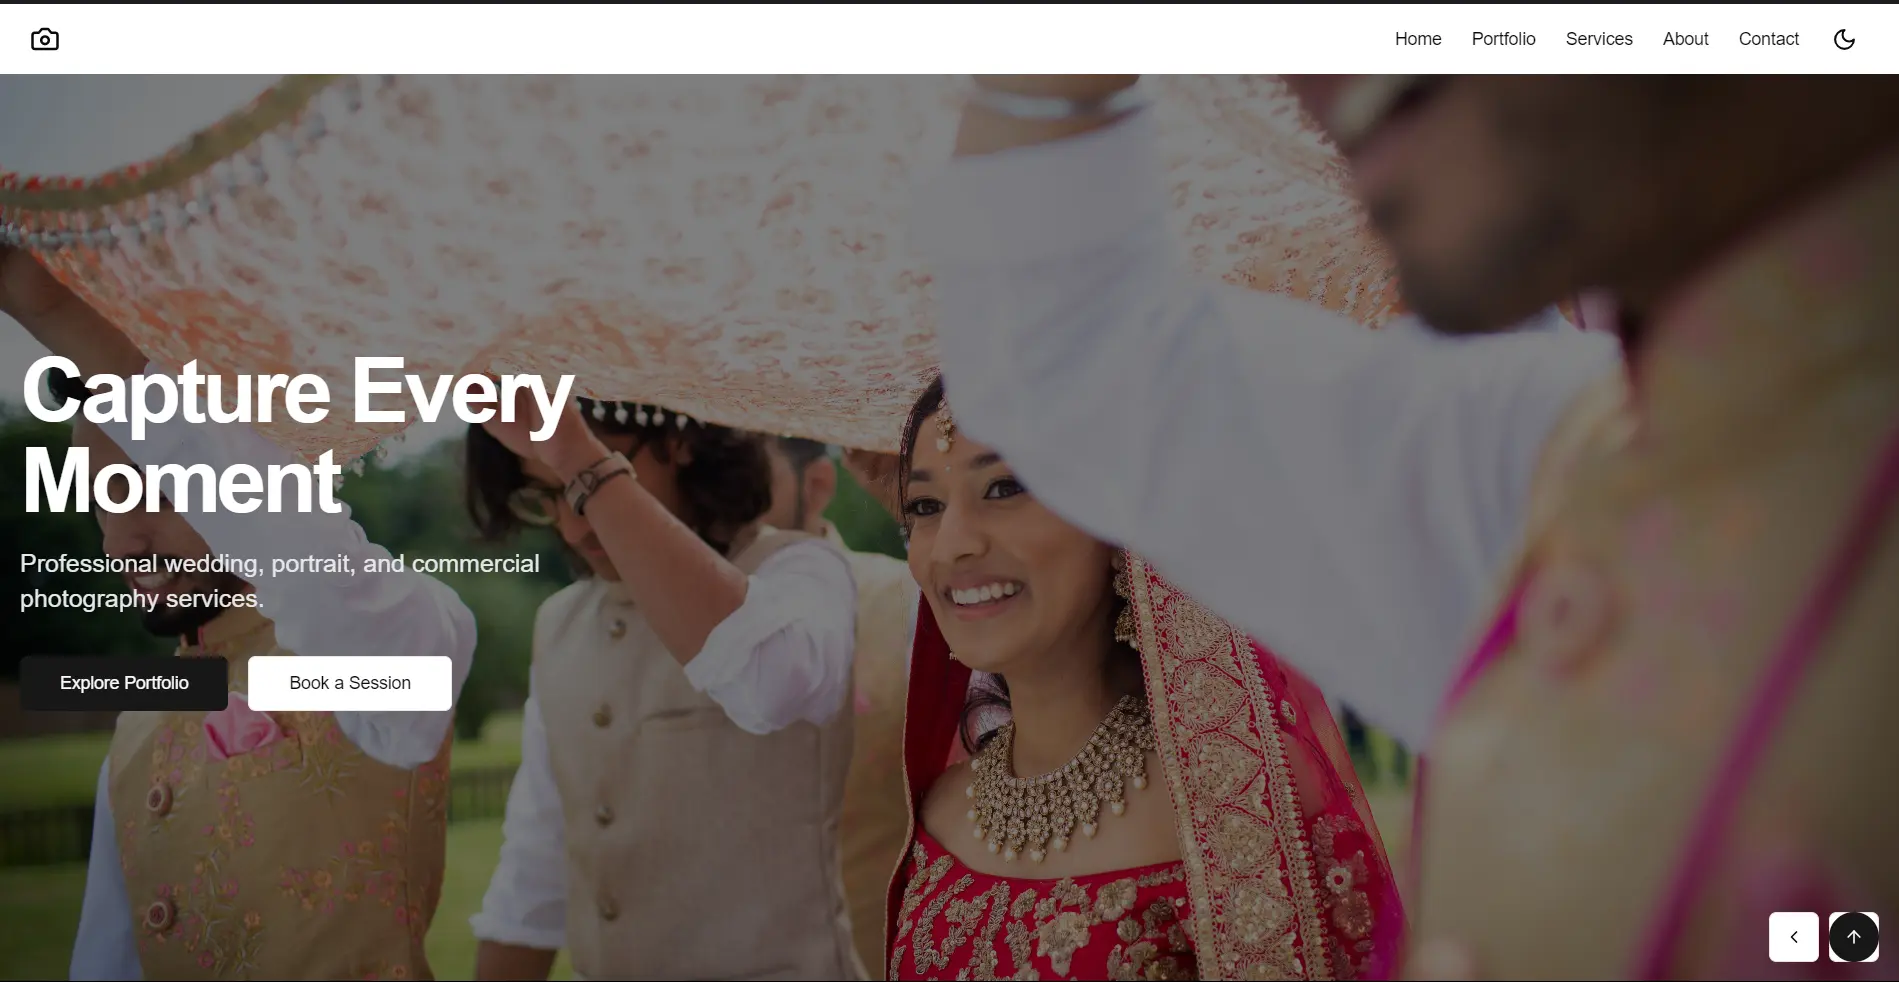 Home Portfolio Services About Contact
Capture Every
Moment
Professional wedding, portrait, and commercial
photography services.
Explore Portfolio Book a Session